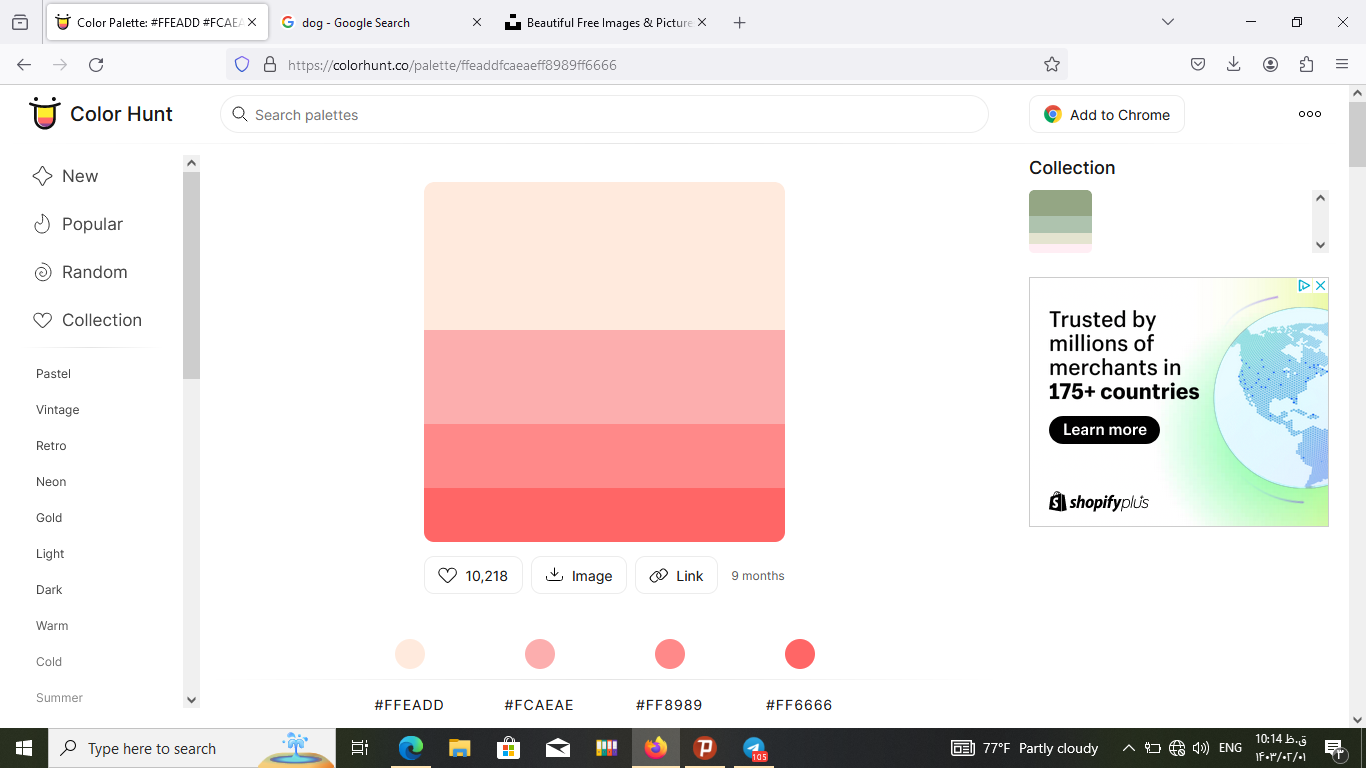 Color Palette: #FFEADD #FCAEA
dog - Google Search
Beautiful Free Images & Picture
https://colorhunt.co/palette/ffeaddfcaeaeff8989ff6666
Color Hunt
Search palettes
Add to Chrome
New
Popular
Random
Collection
Pastel
Vintage
Retro
Neon
Gold
Light
Dark
Warm
Cold
Summer
10,218
Image
Link
9 months
#FFEADD
#FCAEAE
#FF8989
#FF6666
Collection
Trusted by
millions of
merchants in
175+ countries
Learn more
shopifyplus
Type here to search
105
77°F Partly cloudy
ENG
10:14 ق.ظ
۱۴۰۳/۰۲/۰۱
۳